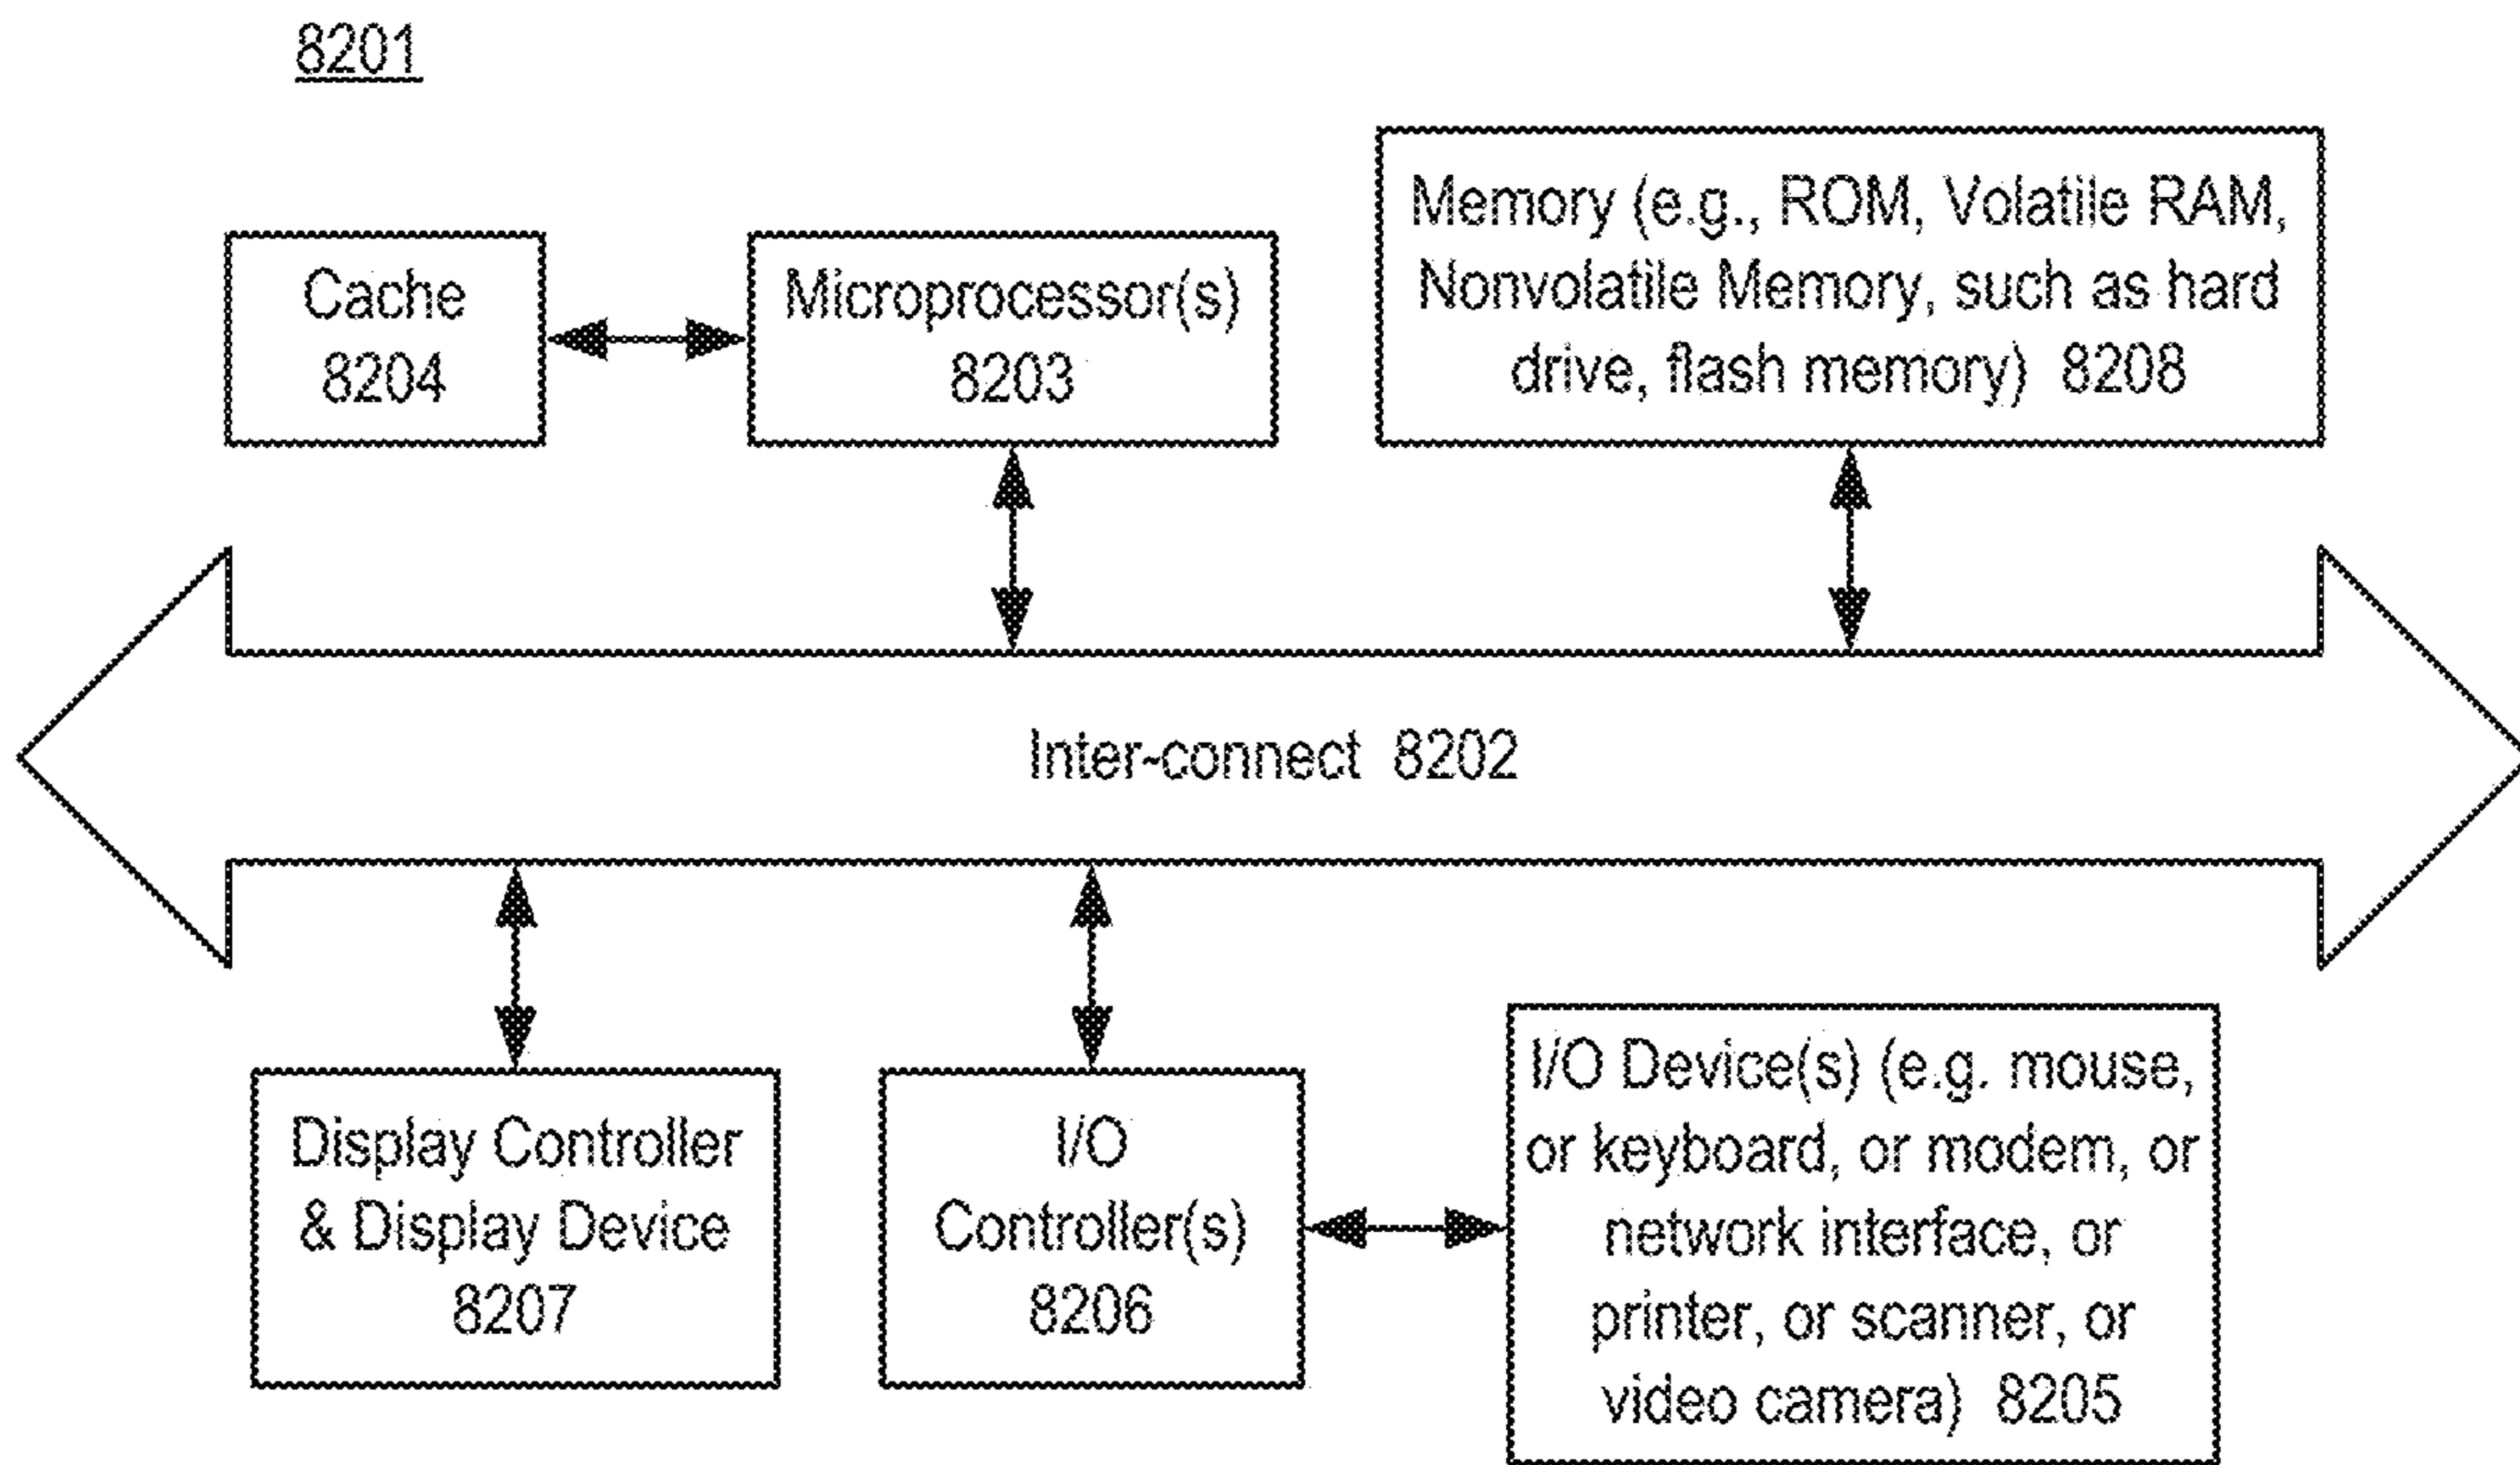 8201
Cache
8204
Microprocessor(s)
8203
Memory (e.g., ROM, Volatile RAM,
Nonvolatile Memory, such as hard
drive, flash memory) 8208
Inter-connect 8202
Display Controller
& Display Device
8207
I/O
Controller(s)
8206
I/O Device(s) (e.g. mouse,
or keyboard, or modem, or
network interface, or
printer, or scanner, or
video camera) 8205